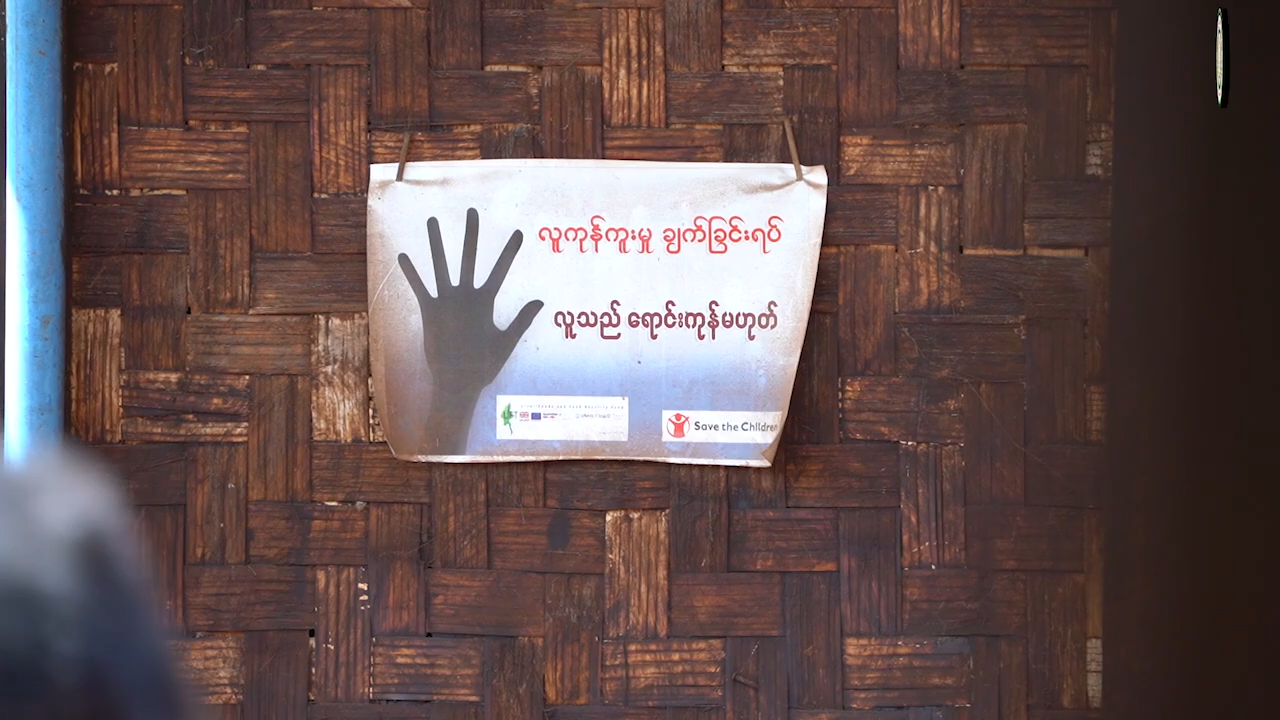 လူကုန်ကူးမှု ချက်ခြင်းရပ်
လူသည် ရောင်းကုန်မဟုတ်
LIFT
Save the Children